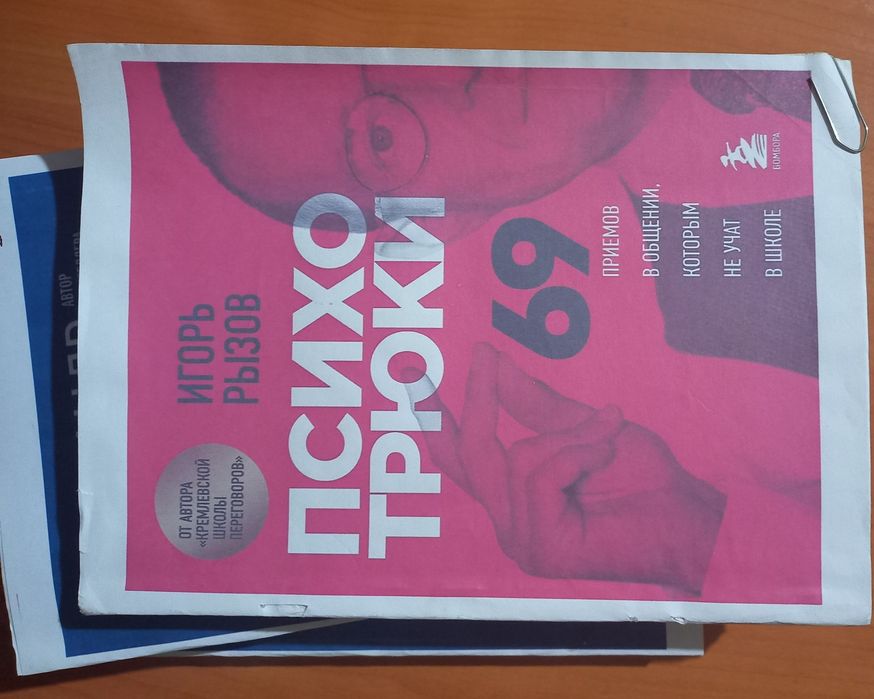 ОТ АВТОРА
«КРЕМЛЕВСКОЙ
ШКОЛЫ
ПЕРЕГОВОРОВ»
ИГОРЬ
РЫЗОВ
ПСИХО
ТРЮКИ
69
ПРИЕМОВ
В ОБЩЕНИИ,
КОТОРЫМ
НЕ УЧАТ
В ШКОЛЕ
БОМБОРА
АВТОР